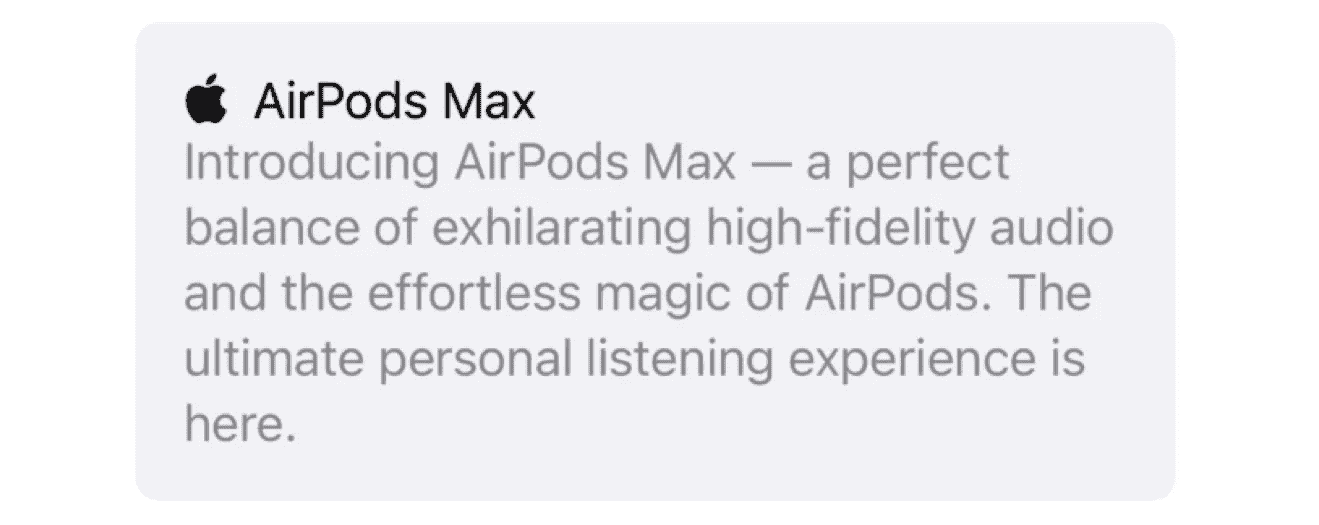 AirPods Max
Introducing AirPods Max — a perfect
balance of exhilarating high-fidelity audio
and the effortless magic of AirPods. The
ultimate personal listening experience is
here.